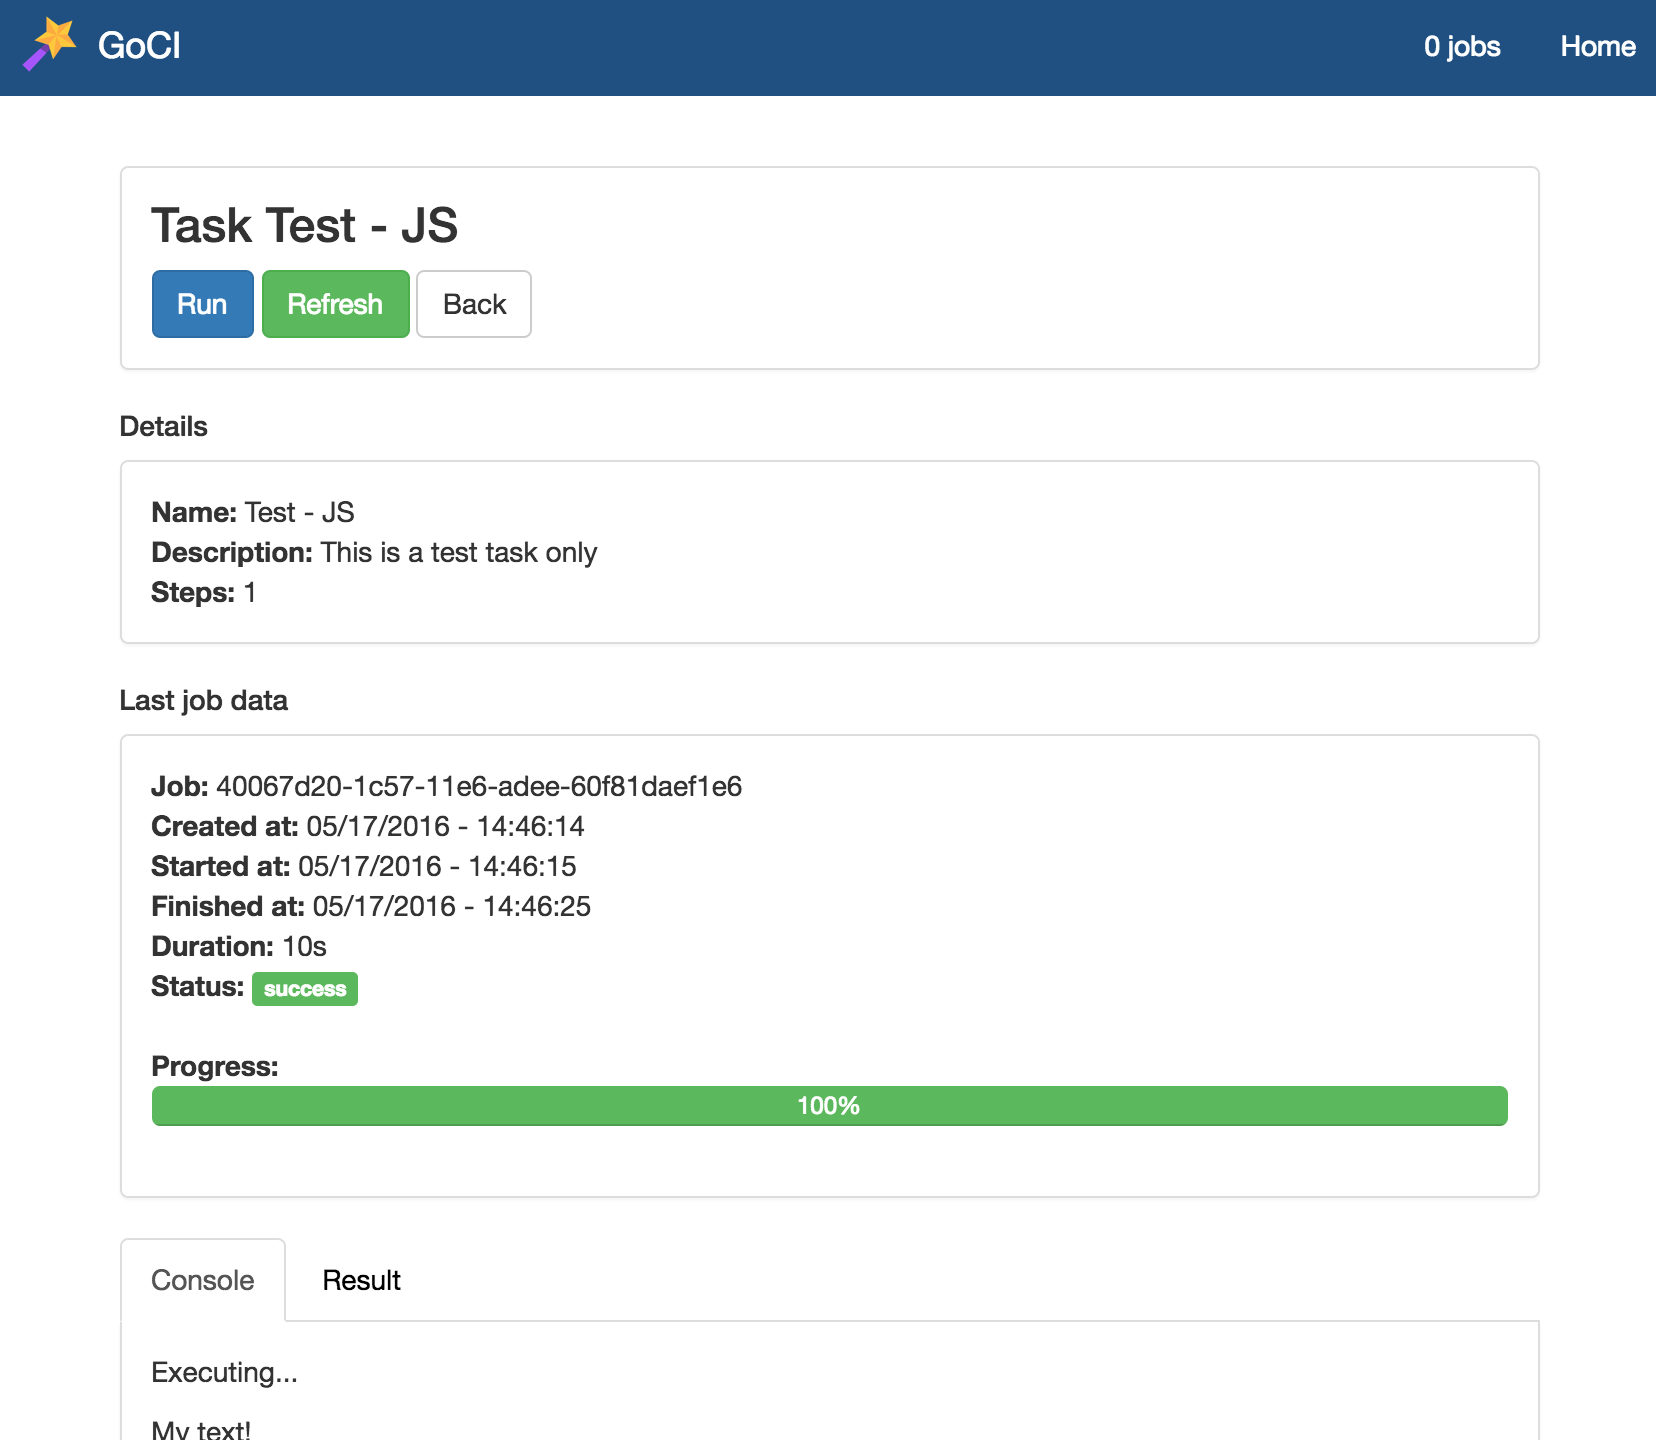 GoCI
0 jobs
Home
Task Test - JS
Run
Refresh
Back
Details
Name: Test - JS
Description: This is a test task only
Steps: 1
Last job data
Job: 40067d20-1c57-11e6-adee-60f81daef1e6
Created at: 05/17/2016 - 14:46:14
Started at: 05/17/2016 - 14:46:15
Finished at: 05/17/2016 - 14:46:25
Duration: 10s
Status: success
Progress:
100%
Console
Result
Executing...
My text!